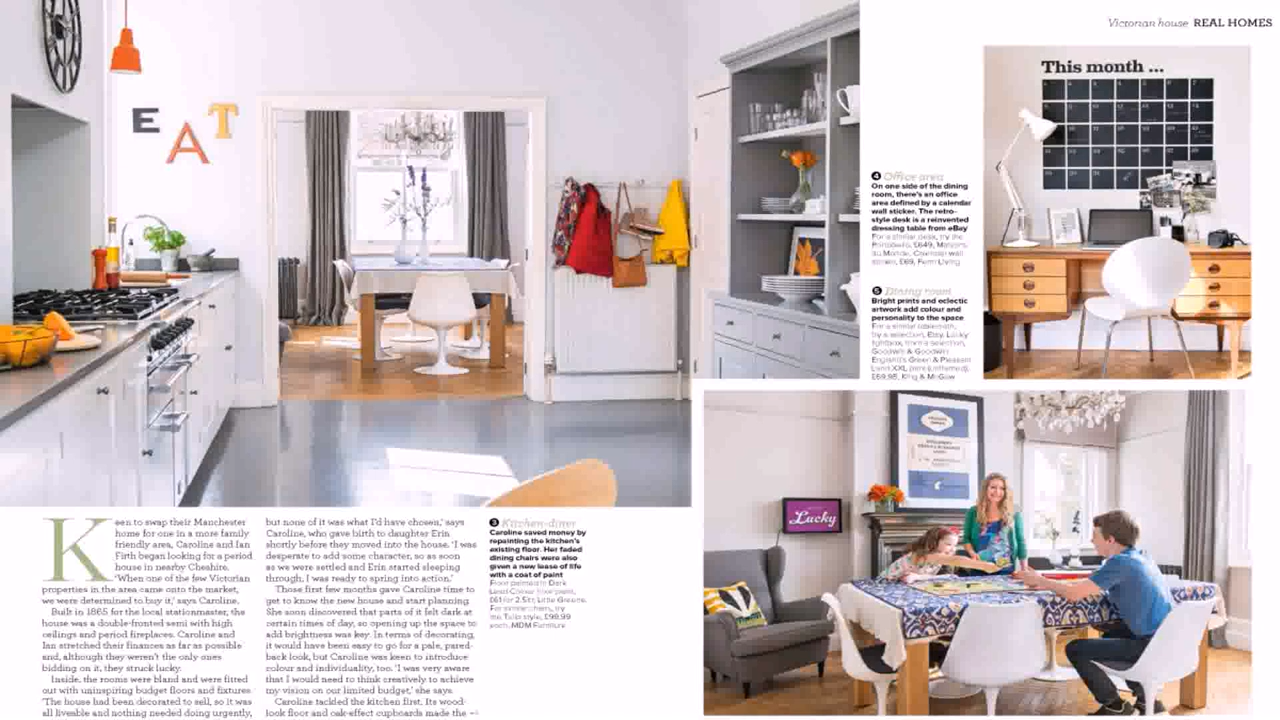 Victorian house REAL HOMES
EAT
This month ...
4 Office area
On one side of the dining
room, there's an office
area defined by a calendar
wall sticker. The retro-
style desk is a reinvented
dressing table from eBay
For a similar desk, try the
5 Dining room
Bright prints and eclectic
artwork add colour and
personality to the space
Lucky
Keen to swap their Manchester
home for one in a more family
friendly area, Caroline and Ian
Firth began looking for a period
house in nearby Cheshire.
'When one of the few Victorian
properties in the area came onto the market,
we were determined to buy it,' says Caroline.
Built in 1865 for the local stationmaster, the
house was a double-fronted semi with high
ceilings and period fireplaces. Caroline and
Ian stretched their finances as far as possible
and, although they weren't the only ones
bidding on it, they struck lucky.
Inside, the rooms were bland and were fitted
out with uninspiring budget floors and fixtures
'The house had been decorated to sell, so it was
all liveable and nothing needed doing urgently,
but none of it was what I'd have chosen,' says
Caroline, who gave birth to daughter Erin
shortly before they moved into the house. 'I was
desperate to add some character, so as soon
as we were settled and Erin started sleeping
through, I was ready to spring into action.'
Those first few months gave Caroline time to
get to know the new house and start planning.
She soon discovered that parts of it felt dark at
certain times of day, so opening up the space to
add brightness was key. In terms of decorating,
it would have been easy to go for a pale, pared-
back look, but Caroline was keen to introduce
colour and individuality, too. 'I was very aware
that I would need to think creatively to achieve
my vision on our limited budget,' she says.
Caroline tackled the kitchen first. Its wood-
look floor and oak-effect cupboards made the
3 Kitchen-diner
Caroline saved money by
repainting the kitchen's
existing floor. Her faded
dining chairs were also
given a new lease of life
with a coat of paint